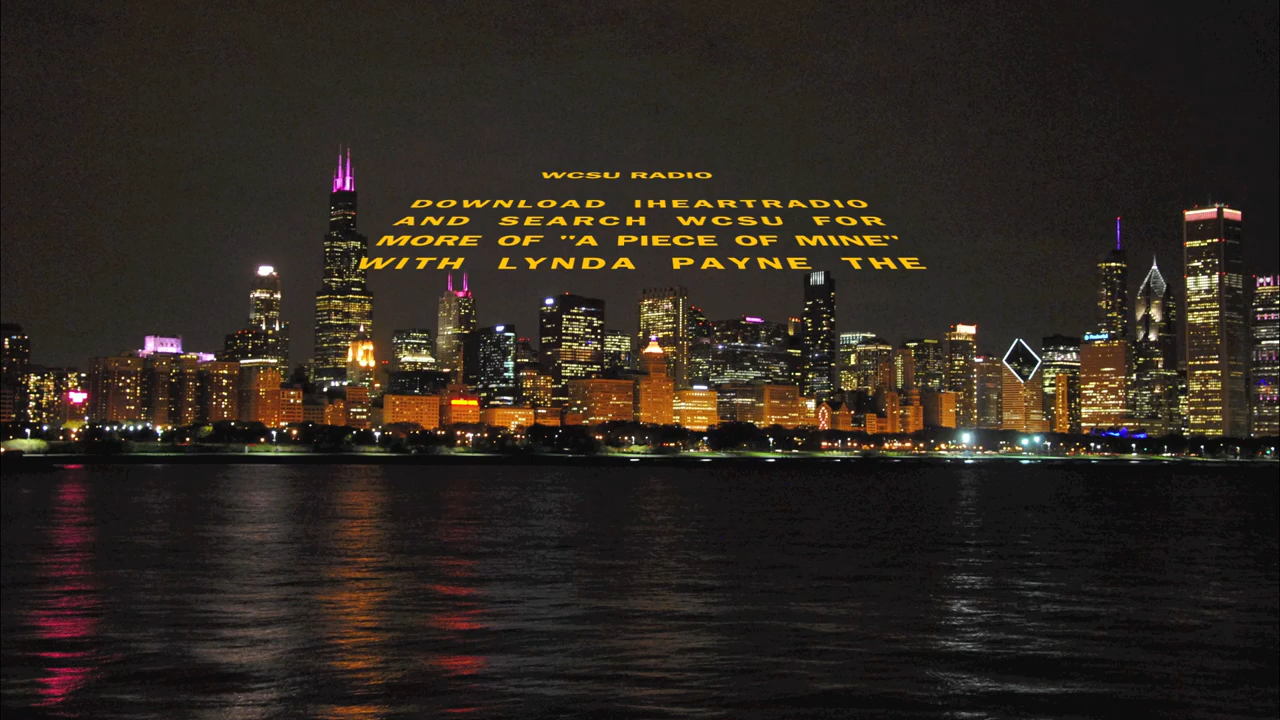 WCSU RADIO
DOWNLOAD IHEARTRADIO
AND SEARCH WCSU FOR
MORE OF "A PIECE OF MINE"
WITH LYNDA PAYNE THE